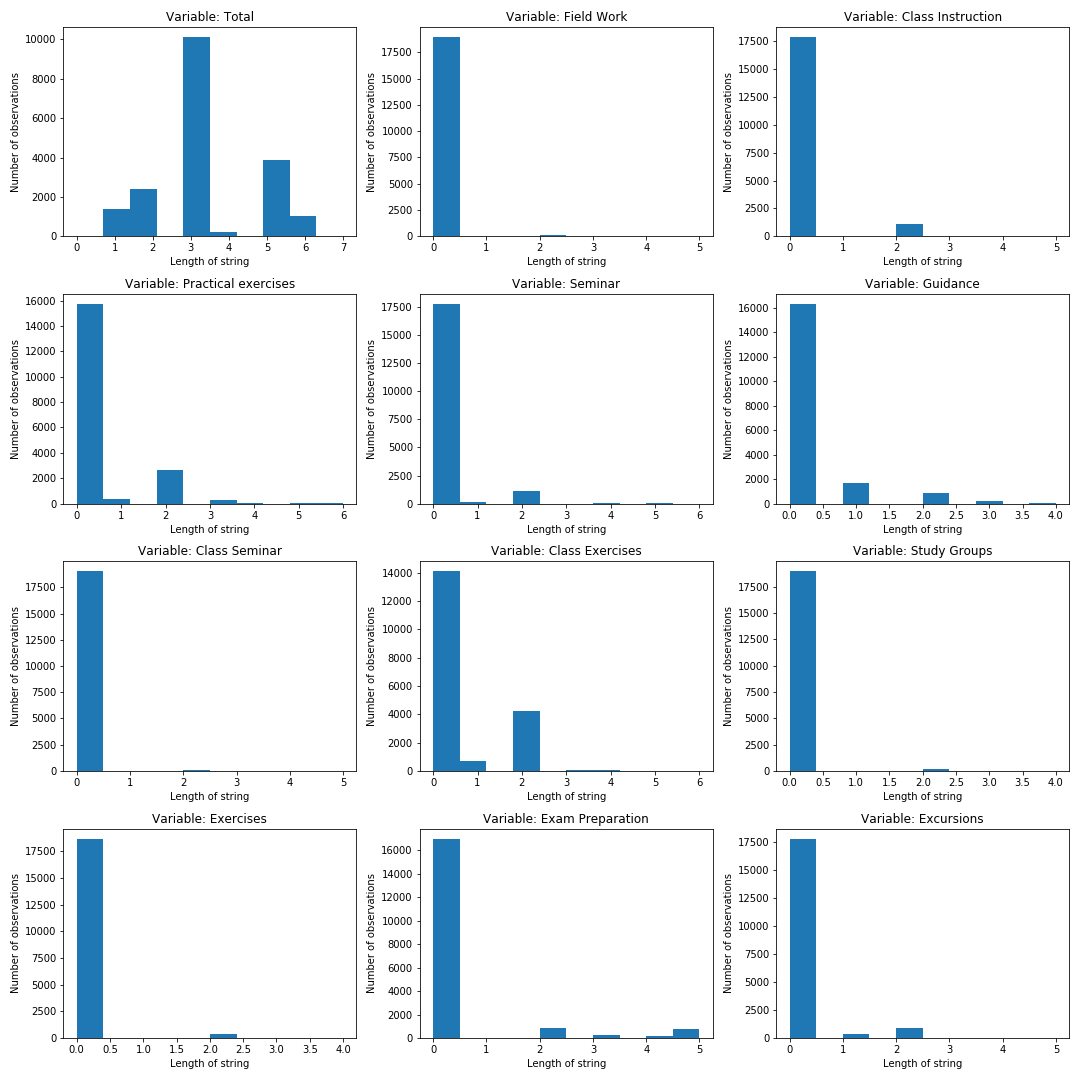 Variable: Total
Number of observations
10000
8000
6000
4000
2000
0
0 1 2 3 4 5 6 7
Length of string
Variable: Field Work
Number of observations
17500
15000
12500
10000
7500
5000
2500
0
0 1 2 3 4 5
Length of string
Variable: Class Instruction
Number of observations
17500
15000
12500
10000
7500
5000
2500
0
0 1 2 3 4 5
Length of string
Variable: Practical exercises
Number of observations
16000
14000
12000
10000
8000
6000
4000
2000
0
0 1 2 3 4 5 6
Length of string
Variable: Seminar
Number of observations
17500
15000
12500
10000
7500
5000
2500
0
0 1 2 3 4 5 6
Length of string
Variable: Guidance
Number of observations
16000
14000
12000
10000
8000
6000
4000
2000
0
0.0 0.5 1.0 1.5 2.0 2.5 3.0 3.5 4.0
Length of string
Variable: Class Seminar
Number of observations
17500
15000
12500
10000
7500
5000
2500
0
0 1 2 3 4 5
Length of string
Variable: Class Exercises
Number of observations
14000
12000
10000
8000
6000
4000
2000
0
0 1 2 3 4 5 6
Length of string
Variable: Study Groups
Number of observations
17500
15000
12500
10000
7500
5000
2500
0
0.0 0.5 1.0 1.5 2.0 2.5 3.0 3.5 4.0
Length of string
Variable: Exercises
Number of observations
17500
15000
12500
10000
7500
5000
2500
0
0.0 0.5 1.0 1.5 2.0 2.5 3.0 3.5 4.0
Length of string
Variable: Exam Preparation
Number of observations
16000
14000
12000
10000
8000
6000
4000
2000
0
0 1 2 3 4 5
Length of string
Variable: Excursions
Number of observations
17500
15000
12500
10000
7500
5000
2500
0
0 1 2 3 4 5
Length of string